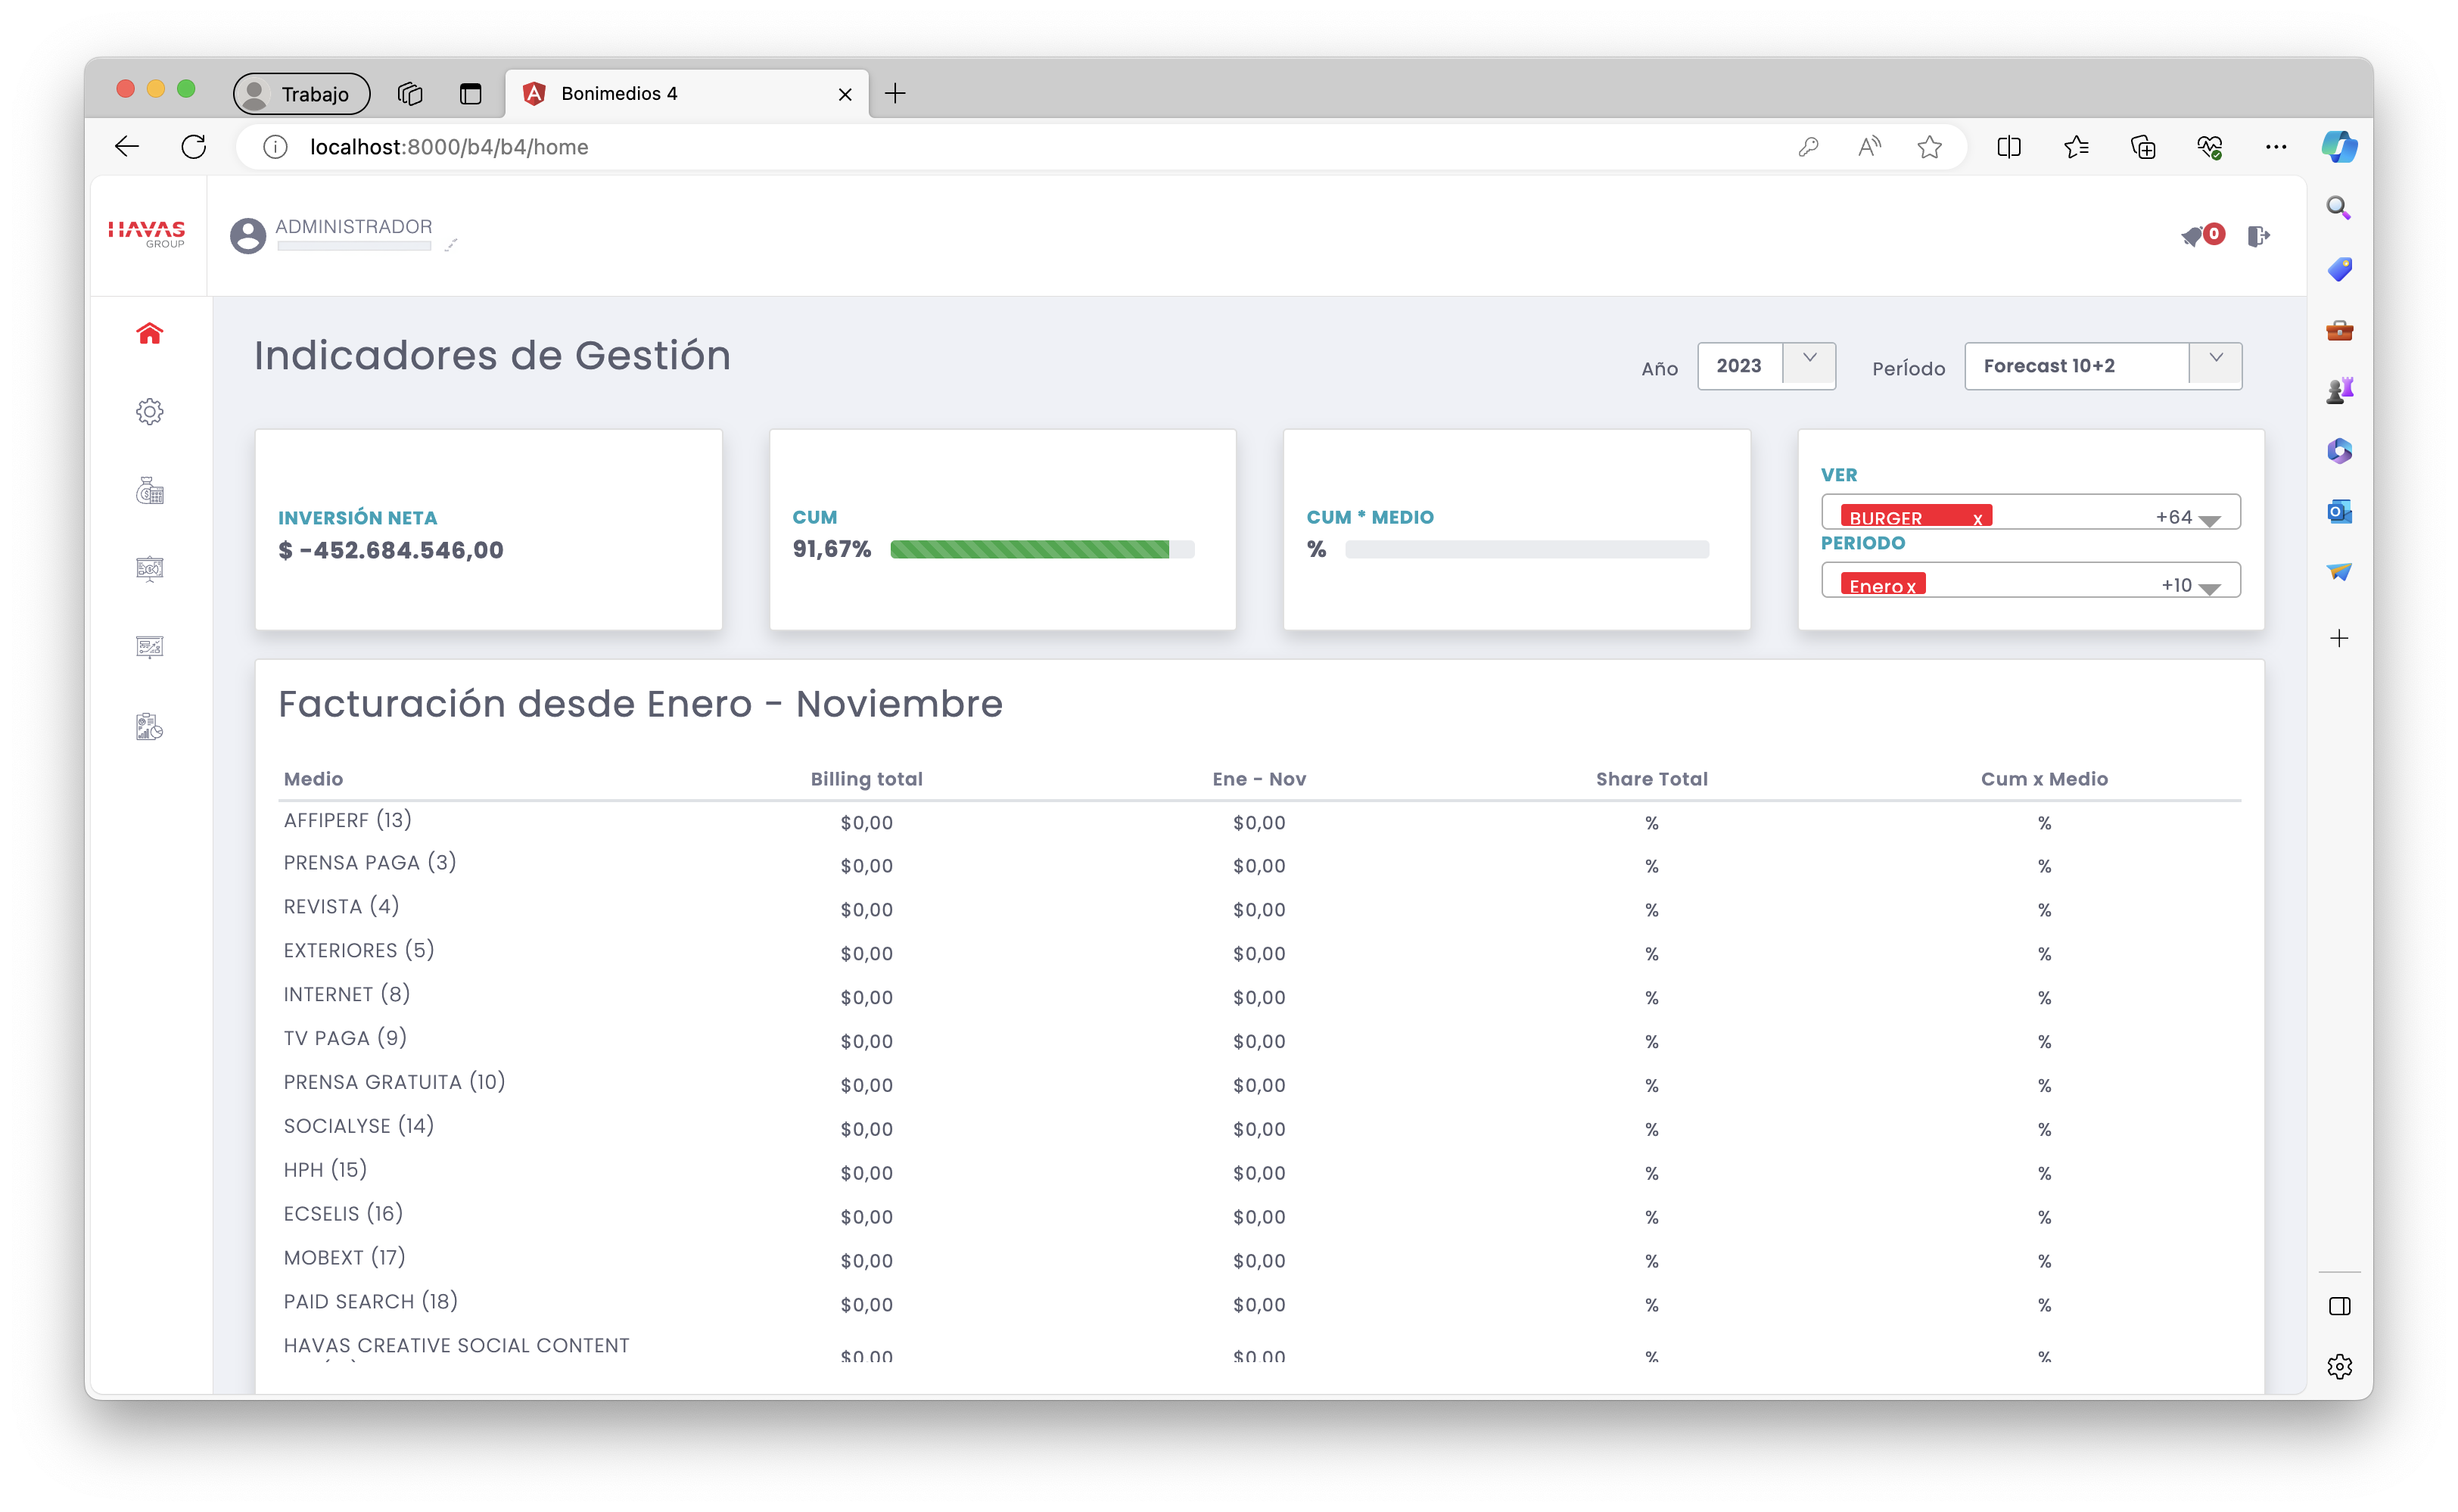 Trabajo
Bonimedios 4
localhost:8000/b4/b4/home
HAVAS
GROUP
ADMINISTRADOR
0
Indicadores de Gestión
Año
2023
PerÍodo
Forecast 10+2
INVERSIÓN NETA
$ -452.684.546,00
CUM
91,67%
CUM * MEDIO
%
VER
BURGER x
+64
PERIODO
Enero x
+10
Facturación desde Enero - Noviembre
Medio Billing total Ene - Nov Share Total Cum x Medio
AFFIPERF (13) $0,00 $0,00 % %
PRENSA PAGA (3) $0,00 $0,00 % %
REVISTA (4) $0,00 $0,00 % %
EXTERIORES (5) $0,00 $0,00 % %
INTERNET (8) $0,00 $0,00 % %
TV PAGA (9) $0,00 $0,00 % %
PRENSA GRATUITA (10) $0,00 $0,00 % %
SOCIALYSE (14) $0,00 $0,00 % %
HPH (15) $0,00 $0,00 % %
ECSELIS (16) $0,00 $0,00 % %
MOBEXT (17) $0,00 $0,00 % %
PAID SEARCH (18) $0,00 $0,00 % %
HAVAS CREATIVE SOCIAL CONTENT $0,00 $0,00 % %